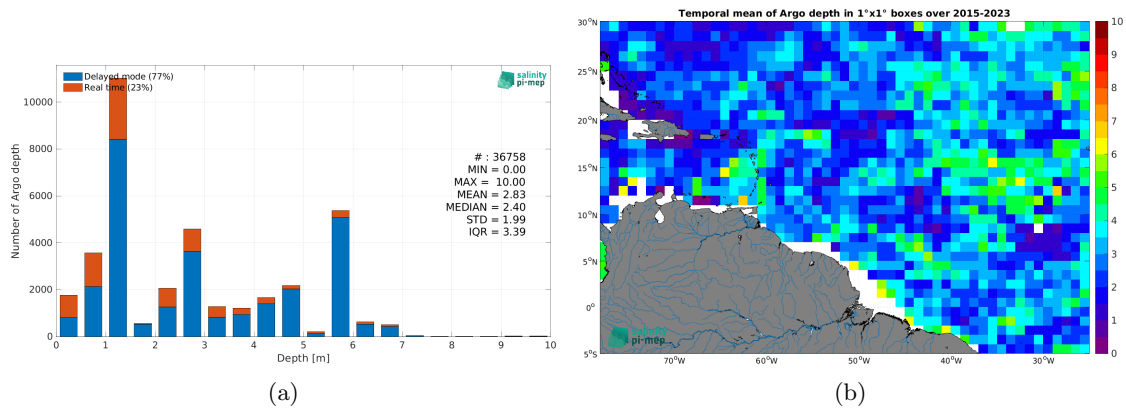 Delayed mode (77%)
Real time (23%)
salinity
pi-mep
Number of Argo depth
10000
8000
6000
4000
2000
0
# : 36758
MIN = 0.00
MAX = 10.00
MEAN = 2.83
MEDIAN = 2.40
STD = 1.99
IQR = 3.39
0 1 2 3 4 5 6 7 8 9 10
Depth [m]
(a)
Temporal mean of Argo depth in 1°x1° boxes over 2015-2023
30°N
25°N
20°N
15°N
10°N
5°N
0°
5°S
70°W 60°W 50°W 40°W 30°W
salinity
pi-mep
10
9
8
7
6
5
4
3
2
1
0
(b)